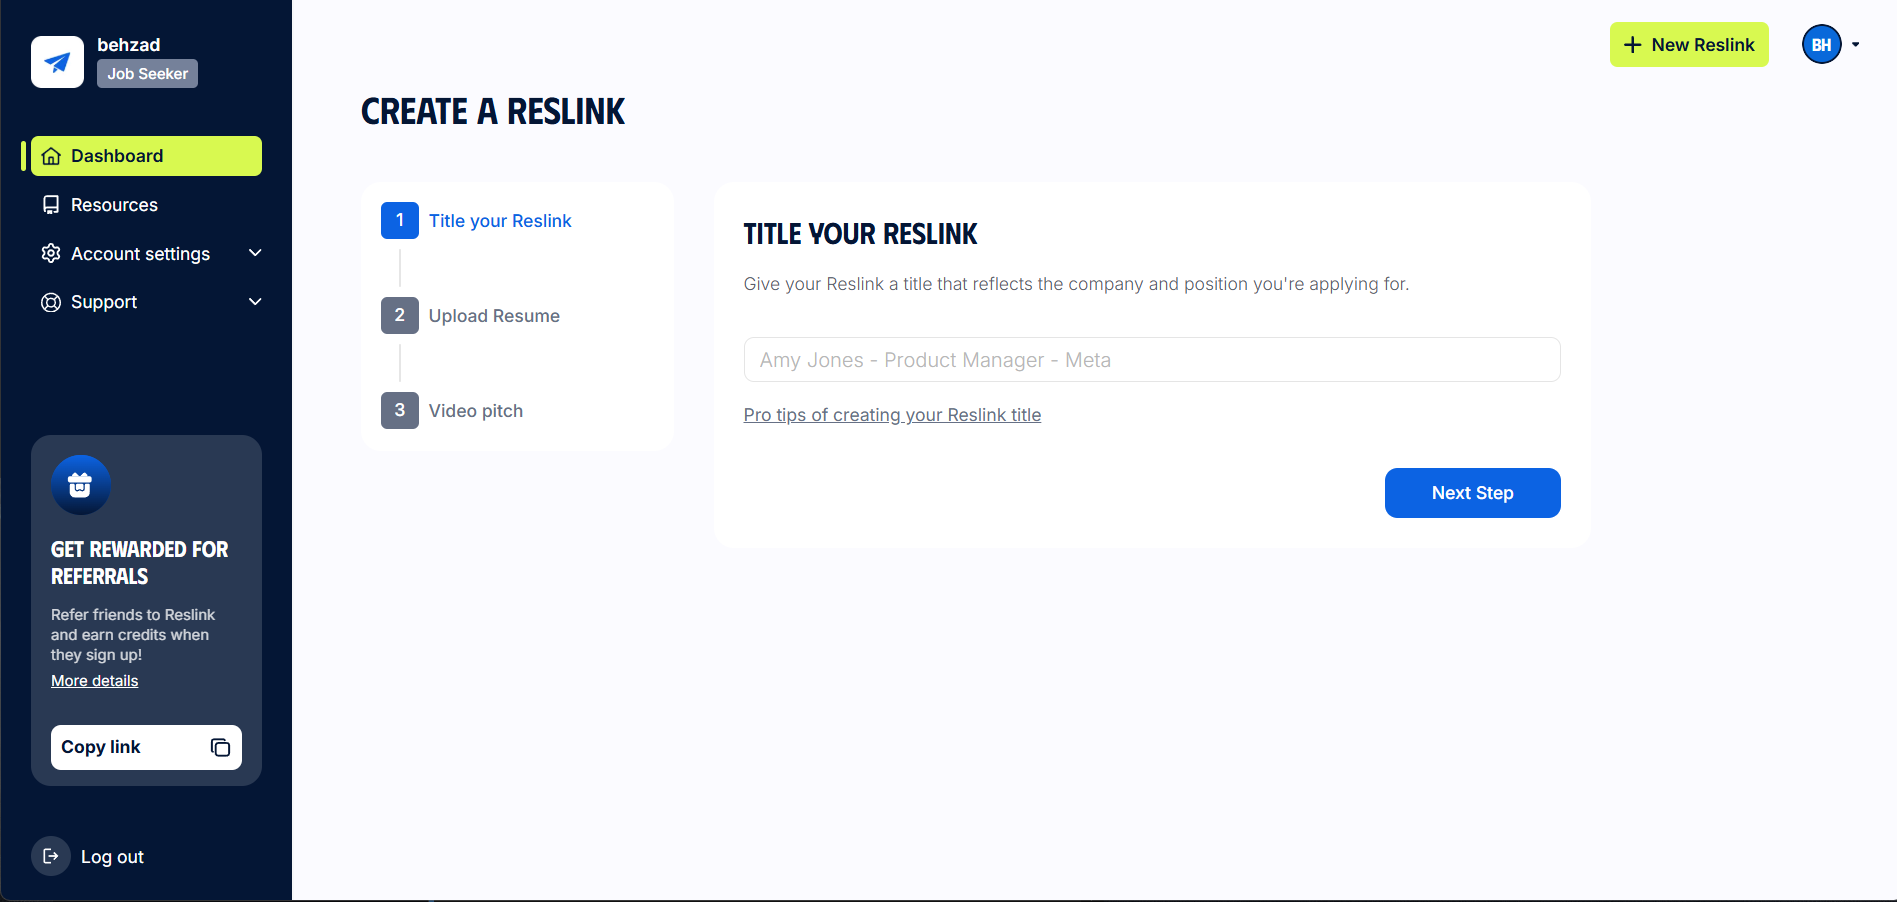 behzad
Job Seeker
Dashboard
Resources
Account settings
Support
GET REWARDED FOR
REFERRALS
Refer friends to Reslink
and earn credits when
they sign up!
More details
Copy link
Log out
New Reslink
BH
CREATE A RESLINK
1 Title your Reslink
2 Upload Resume
3 Video pitch
TITLE YOUR RESLINK
Give your Reslink a title that reflects the company and position you're applying for.
Amy Jones - Product Manager - Meta
Pro tips of creating your Reslink title
Next Step